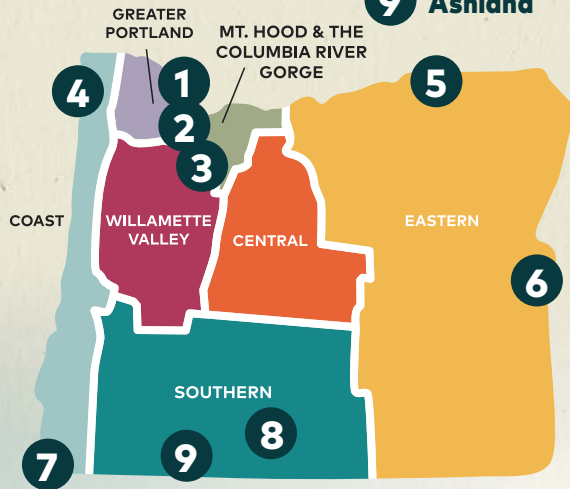 9 Ashland
GREATER
PORTLAND
MT. HOOD & THE
COLUMBIA RIVER
GORGE
1
5
4
2
3
COAST
WILLAMETTE
VALLEY
CENTRAL
EASTERN
6
SOUTHERN
8
9
7